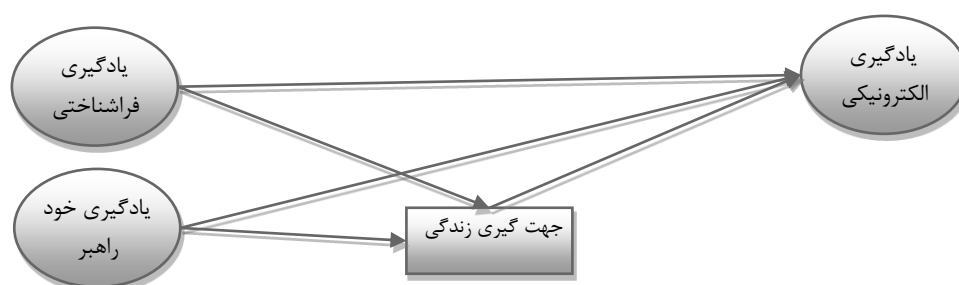 یادگیری
الکترونیکی
یادگیری
فراشناختی
یادگیری خود
راهبر
جهت گیری زندگی